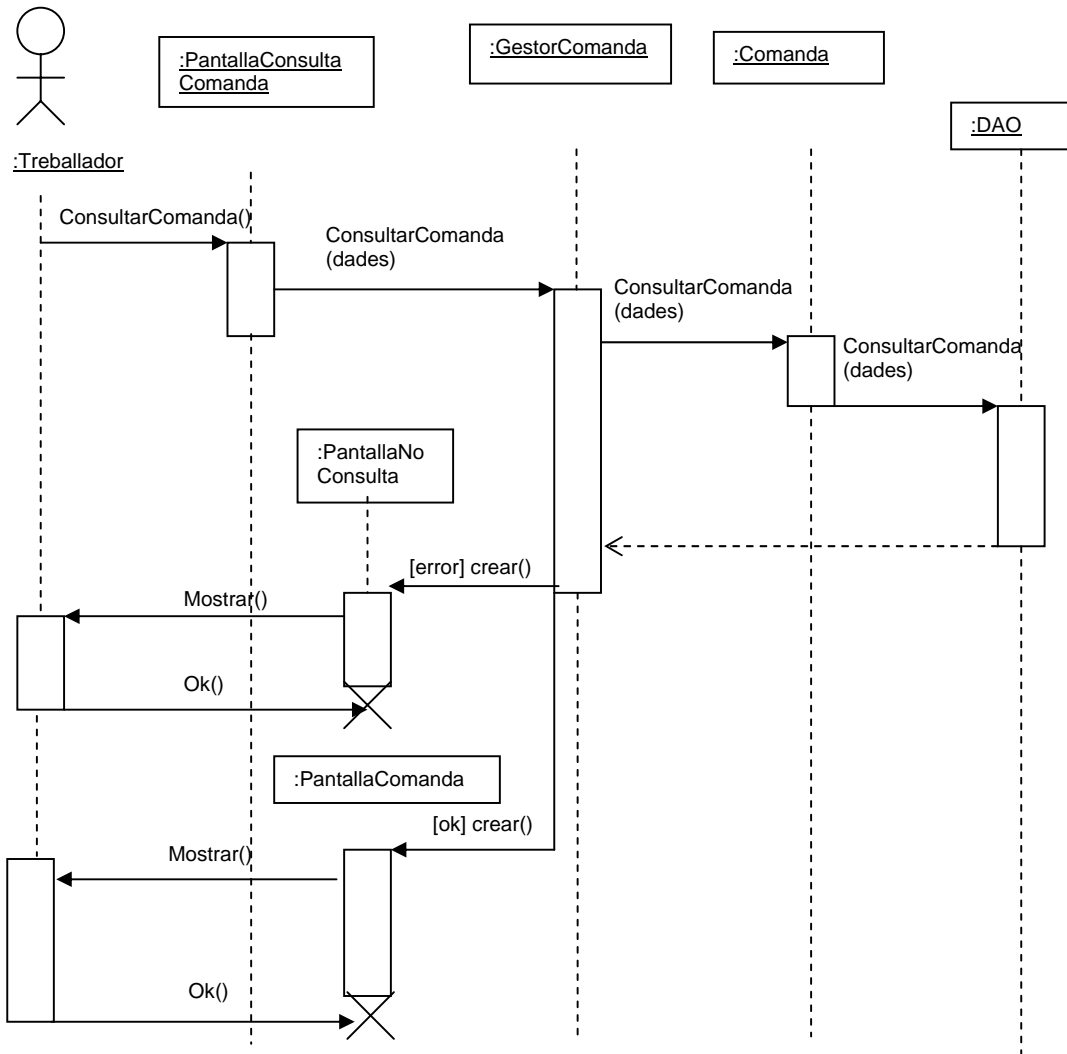 :PantallaConsulta
Comanda
:GestorComanda
:Comanda
:DAO
:Treballador
ConsultarComanda()
ConsultarComanda
(dades)
ConsultarComanda
(dades)
ConsultarComanda
(dades)
:PantallaNo
Consulta
[error] crear()
Mostrar()
Ok()
:PantallaComanda
[ok] crear()
Mostrar()
Ok()